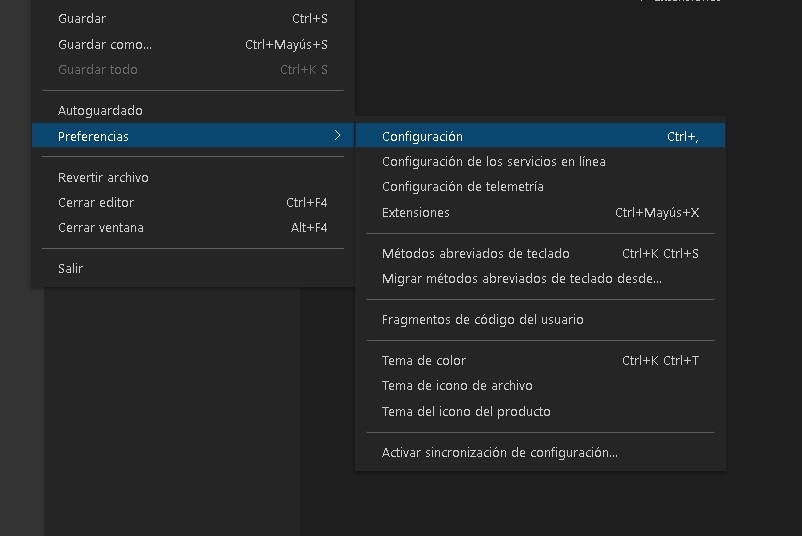 Guardar Ctrl+S
Guardar como... Ctrl+Mayús+S
Guardar todo Ctrl+K S
Autoguardado
Preferencias
Revertir archivo
Cerrar editor Ctrl+F4
Cerrar ventana Alt+F4
Salir
Configuración Ctrl+,
Configuración de los servicios en línea
Configuración de telemetría
Extensiones Ctrl+Mayús+X
Métodos abreviados de teclado Ctrl+K Ctrl+S
Migrar métodos abreviados de teclado desde...
Fragmentos de código del usuario
Tema de color Ctrl+K Ctrl+T
Tema de icono de archivo
Tema del icono del producto
Activar sincronización de configuración...